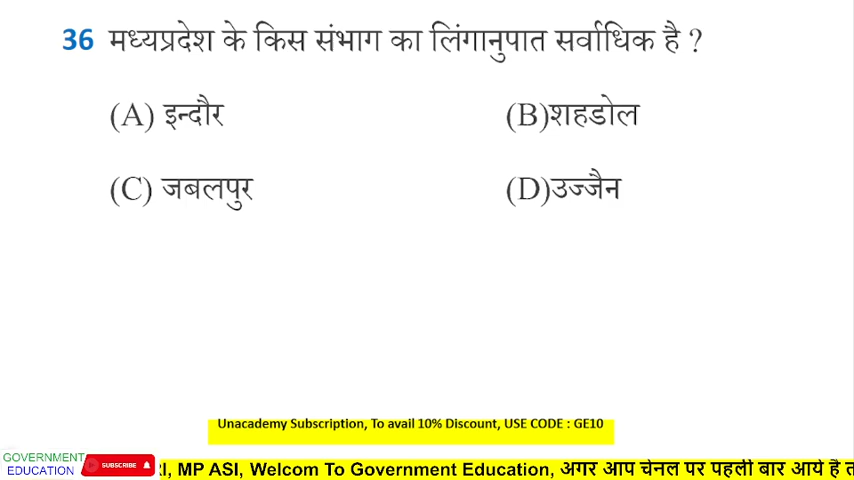 36 मध्यप्रदेश के किस संभाग का लिंगानुपात सर्वाधिक है ?
(A) इन्दौर (B)शहडोल
(C) जबलपुर (D)उज्जैन
Unacademy Subscription, To avail 10% Discount, USE CODE : GE10
GOVERNMENT
EDUCATION
SUBSCRIBE
MP ASI, Welcom To Government Education, अगर आप चेनल पर पहली बार आये है